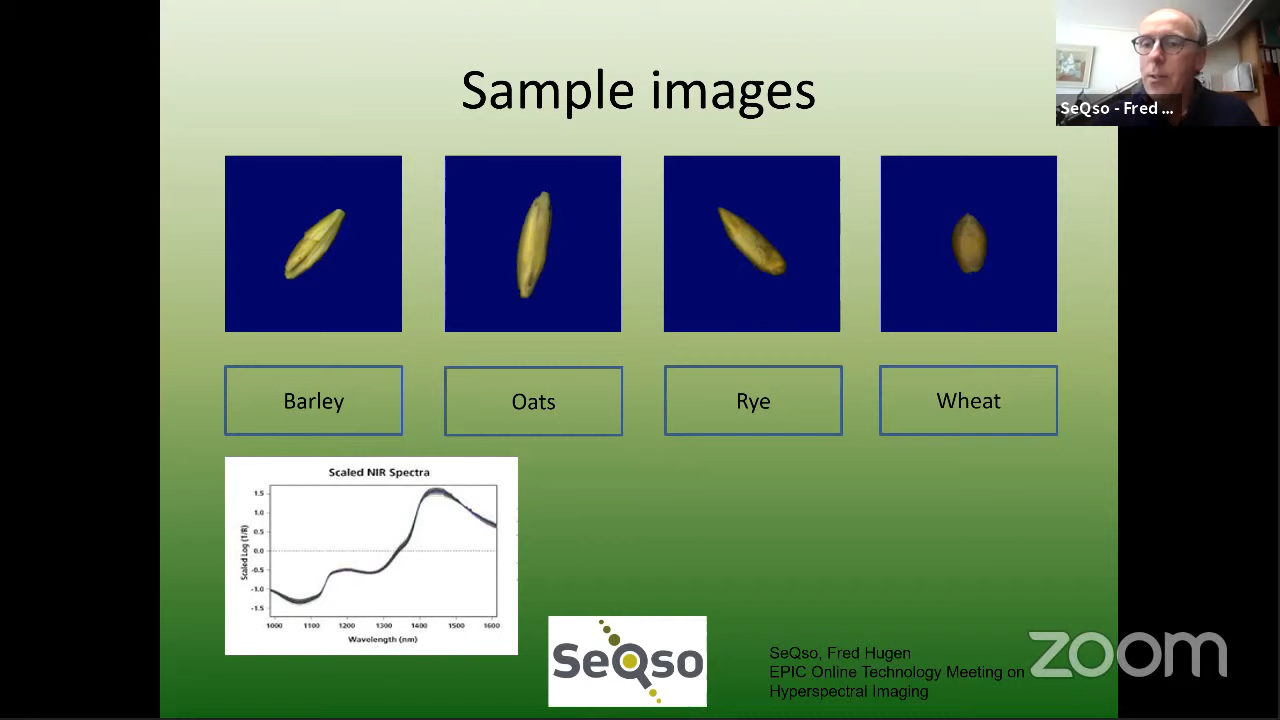 Sample images
SeQso - Fred ...
Barley
Oats
Rye
Wheat
Scaled NIR Spectra
Scaled Log (1/R)
1.5
1.0
0.5
0.0
-0.5
-1.0
-1.5
1000 1100 1200 1300 1400 1500 1600
Wavelength (nm)
SeQso
SeQso, Fred Hugen
EPIC Online Technology Meeting on
Hyperspectral Imaging
zoom